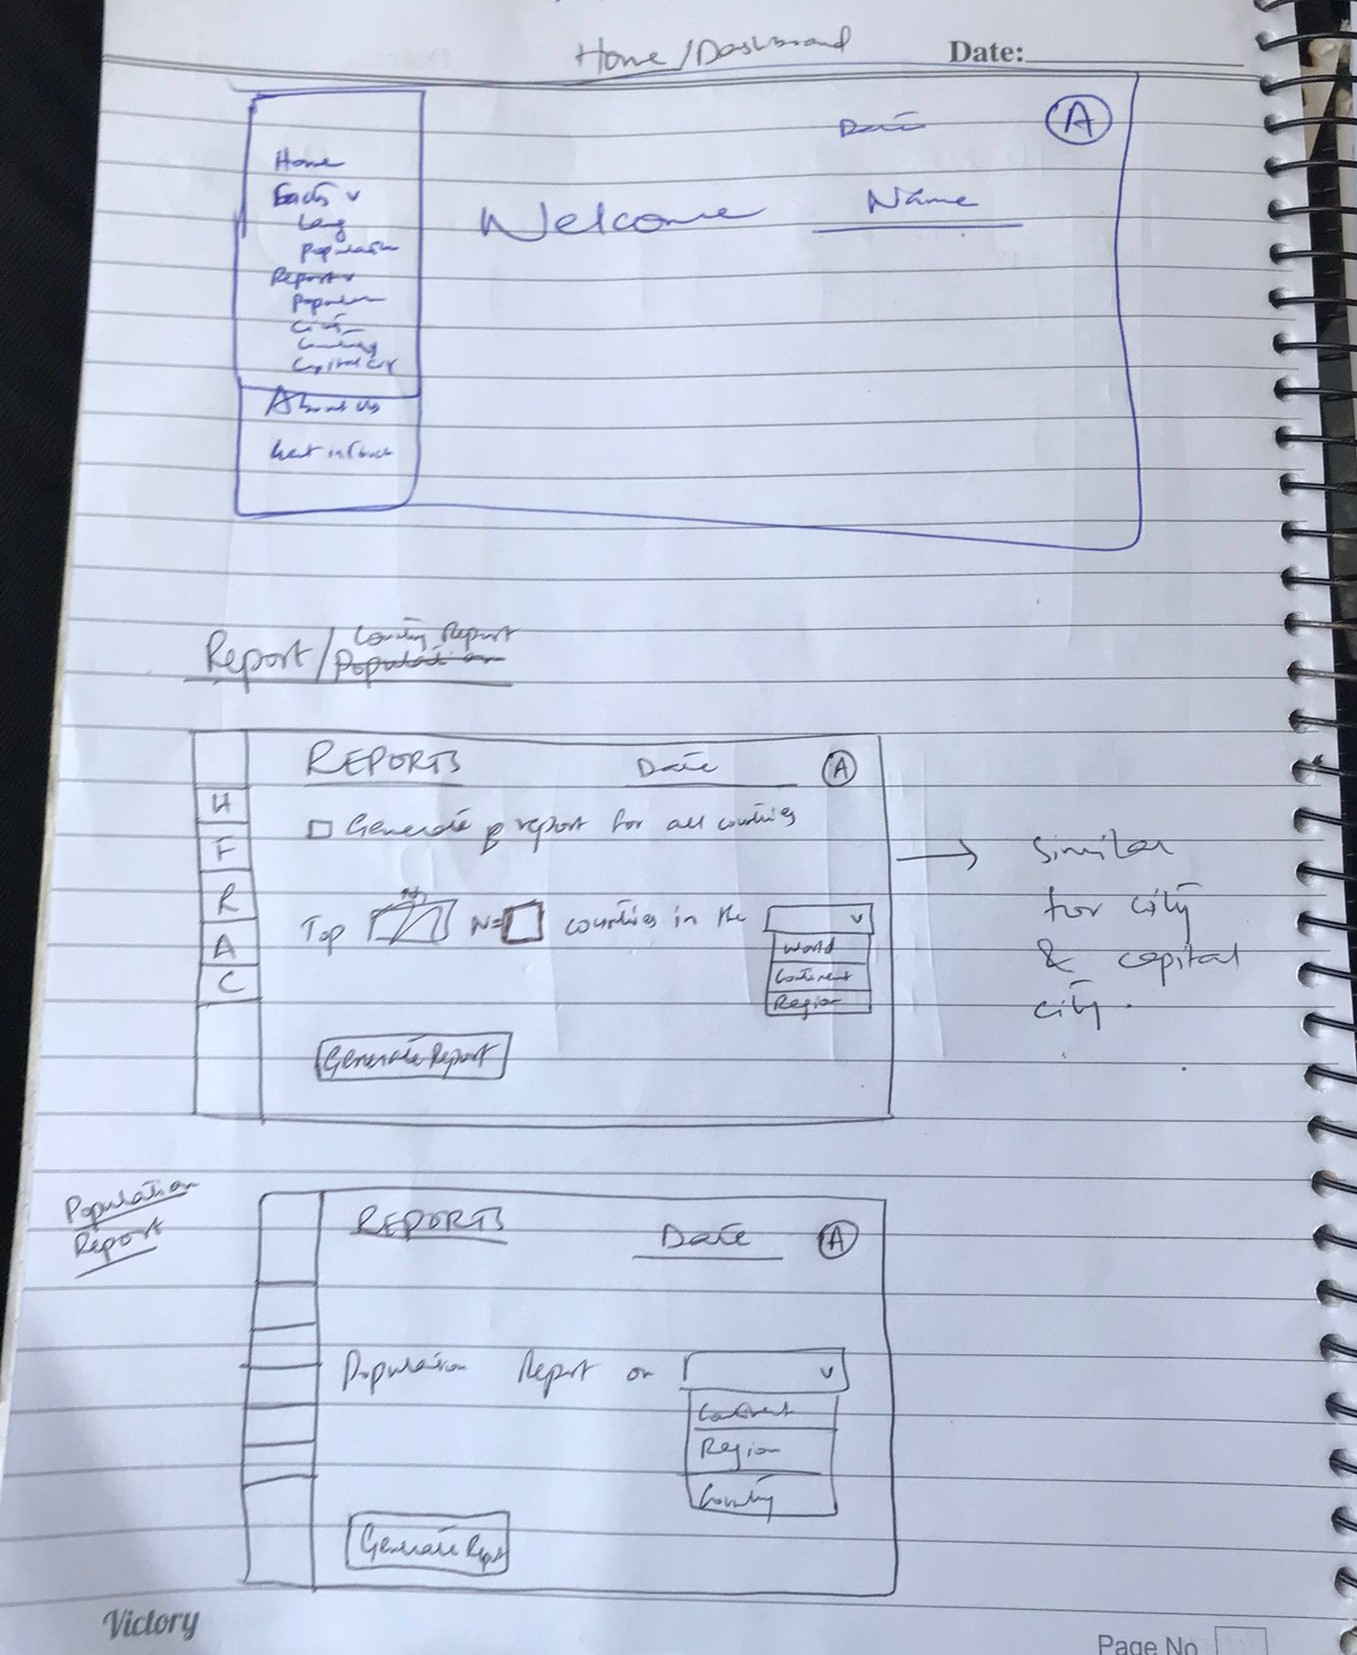 Home/Dashboard Date:
Date A
Home
Facts v
Lang
Population
Welcome Name
Report v
Population
City
Country
Capital City
About Us
Get in touch
Report/Population
Country Report
REPORTS Date A
H
Generate report for all countries
F
R
Top N= countries in the v
A
World
C
Continent
Region
Generate Report
→ Similar
for city
& capital
city.
Population
Report
REPORTS Date A
Population Report on v
Continent
Region
Country
Generate Report
Victory
Page No